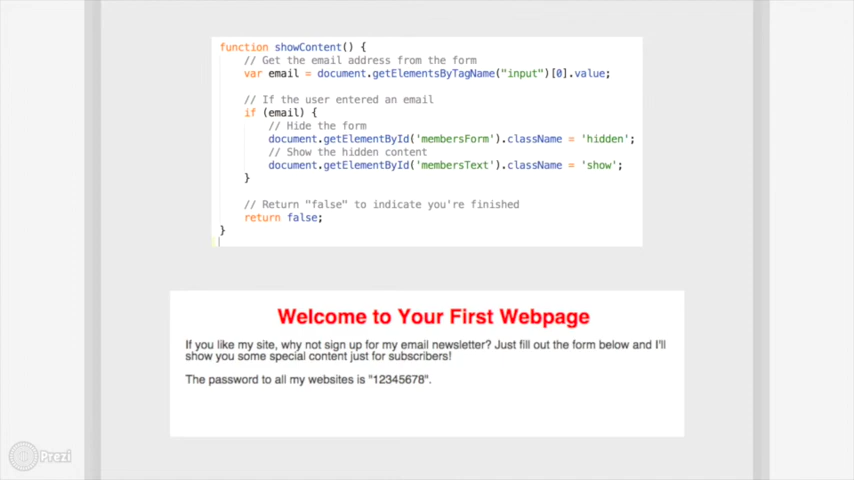 function showContent() {
// Get the email address from the form
var email = document.getElementsByTagName("input")[0].value;
// If the user entered an email
if (email) {
// Hide the form
document.getElementById('membersForm').className = 'hidden';
// Show the hidden content
document.getElementById('membersText').className = 'show';
}
// Return "false" to indicate you're finished
return false;
}
Welcome to Your First Webpage
If you like my site, why not sign up for my email newsletter? Just fill out the form below and I'll
show you some special content just for subscribers!
The password to all my websites is "12345678".
Prezi